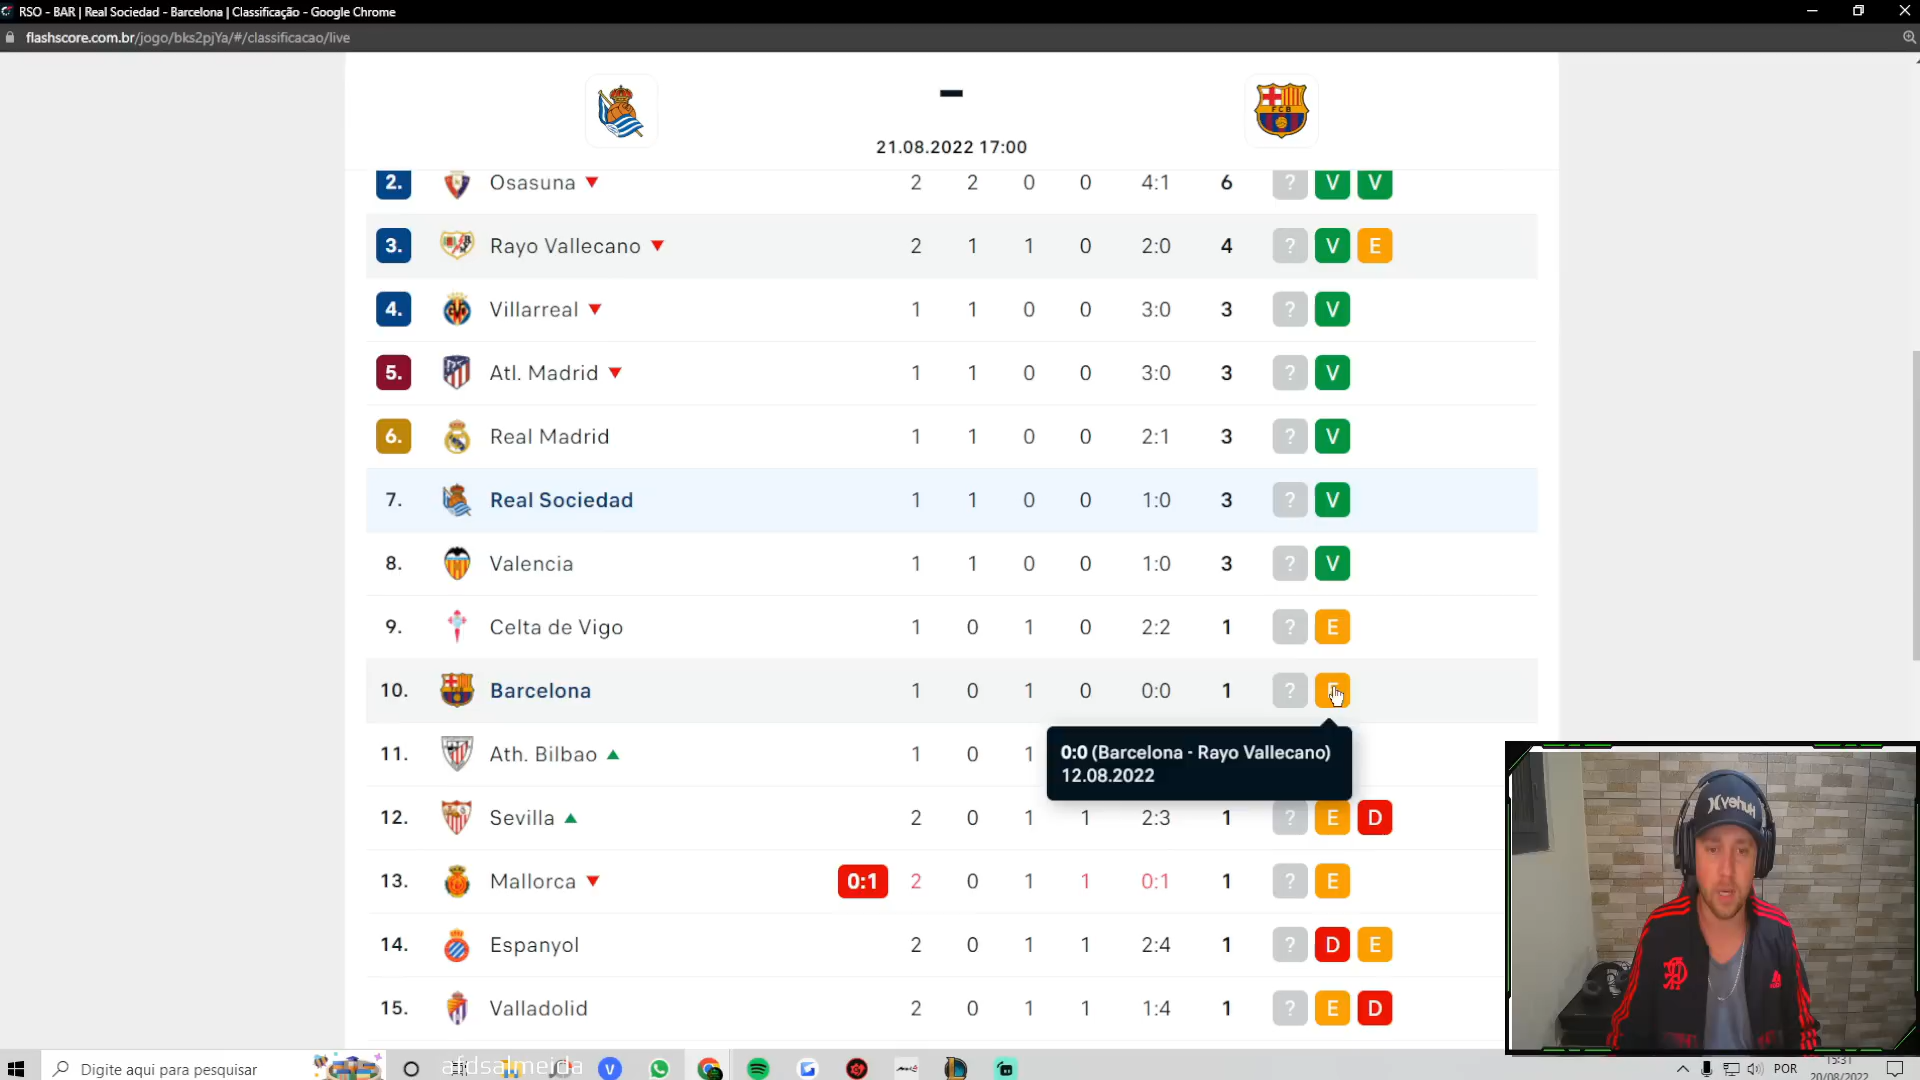 RSO - BAR | Real Sociedad - Barcelona | Classificação - Google Chrome
flashscore.com.br/jogo/bks2pjYa/#/classificacao/live
-
21.08.2022 17:00
2. Osasuna 2 2 0 0 4:1 6 ? V V
3. Rayo Vallecano 2 1 1 0 2:0 4 ? V E
4. Villarreal 1 1 0 0 3:0 3 ? V
5. Atl. Madrid 1 1 0 0 3:0 3 ? V
6. Real Madrid 1 1 0 0 2:1 3 ? V
7. Real Sociedad 1 1 0 0 1:0 3 ? V
8. Valencia 1 1 0 0 1:0 3 ? V
9. Celta de Vigo 1 0 1 0 2:2 1 ? E
10. Barcelona 1 0 1 0 0:0 1 ?
0:0 (Barcelona - Rayo Vallecano)
12.08.2022
11. Ath. Bilbao 1 0 1
12. Sevilla 2 0 1 1 2:3 1 ? E D
13. Mallorca 0:1 2 0 1 1 0:1 1 ? E
14. Espanyol 2 0 1 1 2:4 1 ? D E
15. Valladolid 2 0 1 1 1:4 1 ? E D
Digite aqui para pesquisar
afdsalmeida
POR
15:31
20/08/2022